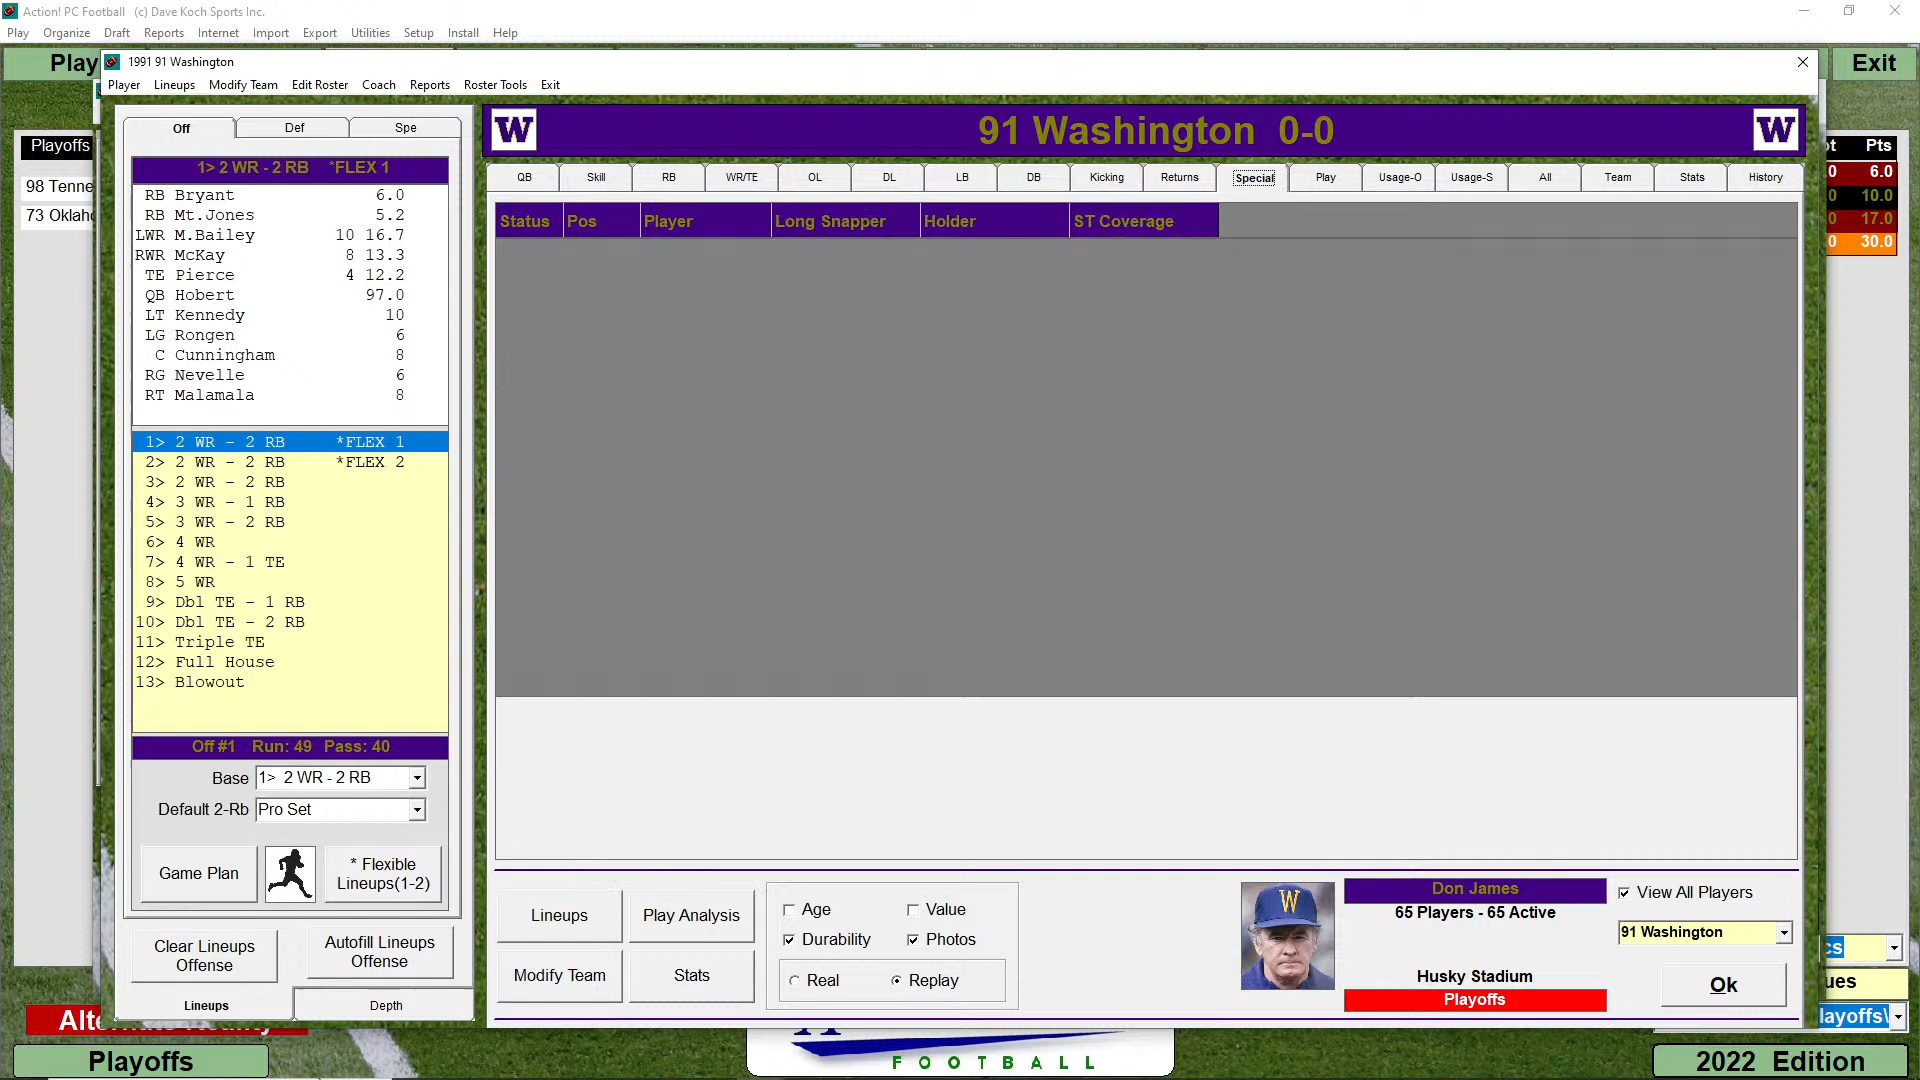 Action! PC Football (c) Dave Koch Sports Inc.
Play Organize Draft Reports Internet Import Export Utilities Setup Install Help
Play
Exit
1991 91 Washington
Player Lineups Modify Team Edit Roster Coach Reports Roster Tools Exit
Off Def Spe
W 91 Washington 0-0 W
Playoffs
98 Tenne
73 Oklah
Pts
0 6.0
0 10.0
0 17.0
0 30.0
1> 2 WR - 2 RB *FLEX 1
RB Bryant 6.0
RB Mt.Jones 5.2
LWR M.Bailey 10 16.7
RWR McKay 8 13.3
TE Pierce 4 12.2
QB Hobert 97.0
LT Kennedy 10
LG Rongen 6
C Cunningham 8
RG Nevelle 6
RT Malamala 8
1> 2 WR - 2 RB *FLEX 1
2> 2 WR - 2 RB *FLEX 2
3> 2 WR - 2 RB
4> 3 WR - 1 RB
5> 3 WR - 2 RB
6> 4 WR
7> 4 WR - 1 TE
8> 5 WR
9> Dbl TE - 1 RB
10> Dbl TE - 2 RB
11> Triple TE
12> Full House
13> Blowout
Off #1 Run: 49 Pass: 40
Base 1> 2 WR - 2 RB
Default 2-Rb Pro Set
Game Plan
* Flexible
Lineups(1-2)
Clear Lineups
Offense
Autofill Lineups
Offense
Lineups Depth
QB Skill RB WR/TE OL DL LB DB Kicking Returns Special Play Usage-O Usage-S All Team Stats History
Status Pos Player Long Snapper Holder ST Coverage
Lineups Play Analysis
Modify Team Stats
Age Value
Durability Photos
Real Replay
W
Don James
65 Players - 65 Active
Husky Stadium
Playoffs
View All Players
91 Washington
Ok
cs
ues
layoffs\
Playoffs
FOOTBALL
2022 Edition